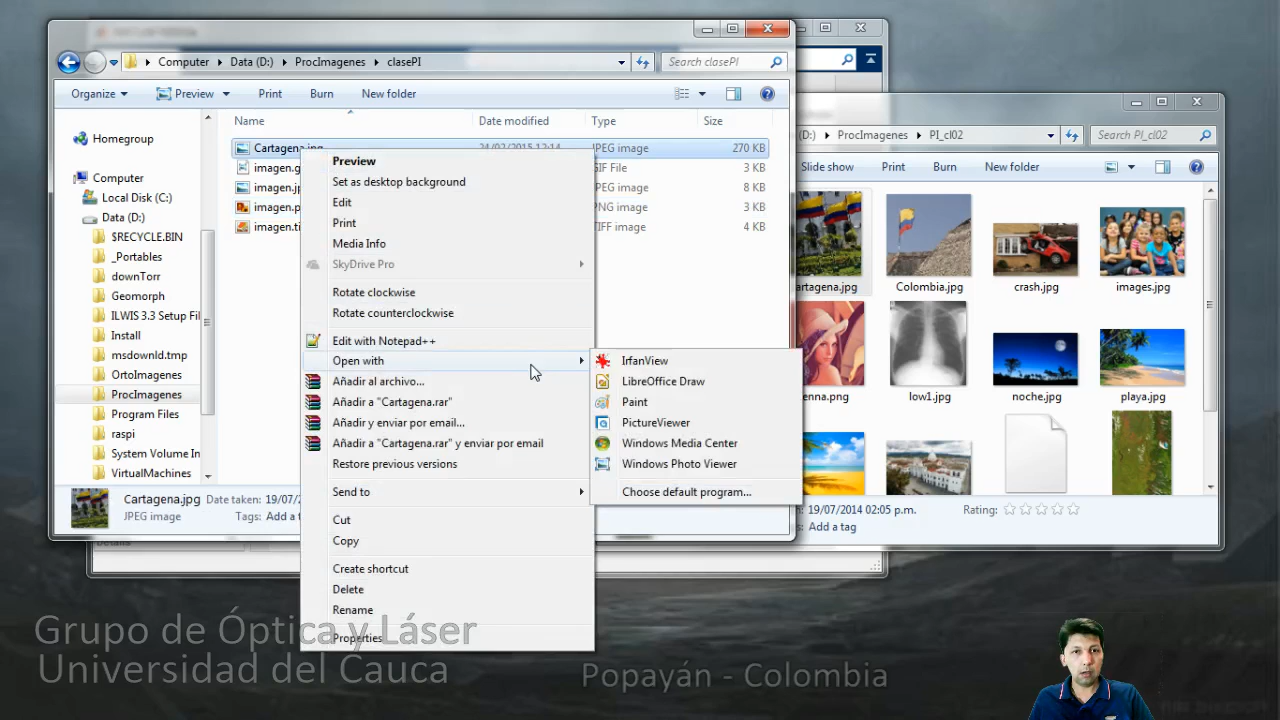 Computer
Data (D:)
ProcImagenes
clasePI
Search clasePI
Organize
Preview
Print
Burn
New folder
Name
Date modified
Type
Size
Homegroup
Computer
Local Disk (C:)
Data (D:)
$RECYCLE.BIN
_Portables
downTorr
Geomorph
ILWIS 3.3 Setup Fil
Install
msdownld.tmp
OrtoImagenes
ProcImagenes
Program Files
raspi
System Volume In
VirtualMachines
Cartagena.jpg
24/02/2015 12:14
JPEG image
270 KB
imagen.g
GIF File
3 KB
imagen.j
JPEG image
8 KB
imagen.p
PNG image
3 KB
imagen.ti
TIFF image
4 KB
Preview
Set as desktop background
Edit
Print
Media Info
SkyDrive Pro
Rotate clockwise
Rotate counterclockwise
Edit with Notepad++
Open with
Añadir al archivo...
Añadir a "Cartagena.rar"
Añadir y enviar por email...
Añadir a "Cartagena.rar" y enviar por email
Restore previous versions
Send to
Cut
Copy
Create shortcut
Delete
Rename
Properties
IrfanView
LibreOffice Draw
Paint
PictureViewer
Windows Media Center
Windows Photo Viewer
Choose default program...
Cartagena.jpg
Date taken: 19/07/
JPEG image
Tags: Add a t
(D:)
ProcImagenes
PI_cl02
Search PI_cl02
Slide show
Print
Burn
New folder
artagena.jpg
Colombia.jpg
crash.jpg
images.jpg
enna.png
low1.jpg
noche.jpg
playa.jpg
19/07/2014 02:05 p.m.
Rating:
Add a tag
Grupo de Óptica y Láser
Universidad del Cauca
Popayán - Colombia